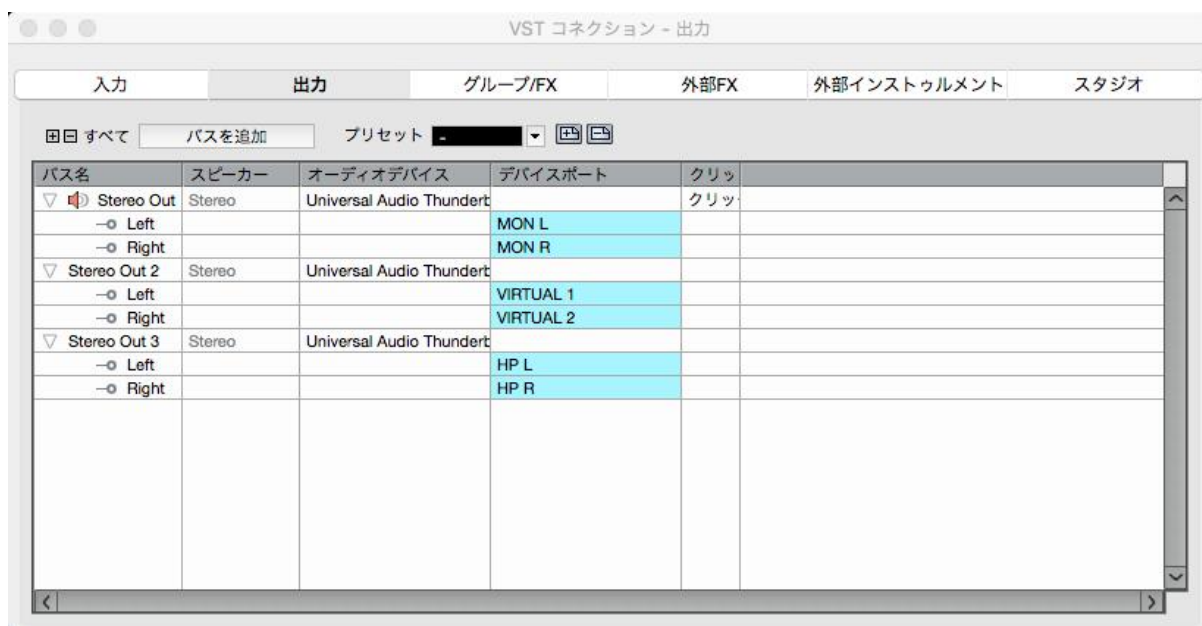 VST コネクション - 出力
入力 出力 グループ/FX 外部FX 外部インストゥルメント スタジオ
すべて バスを追加 プリセット -
バス名 スピーカー オーディオデバイス デバイスポート クリッ
Stereo Out Stereo Universal Audio Thundert クリッ
Left MON L
Right MON R
Stereo Out 2 Stereo Universal Audio Thundert
Left VIRTUAL 1
Right VIRTUAL 2
Stereo Out 3 Stereo Universal Audio Thundert
Left HP L
Right HP R